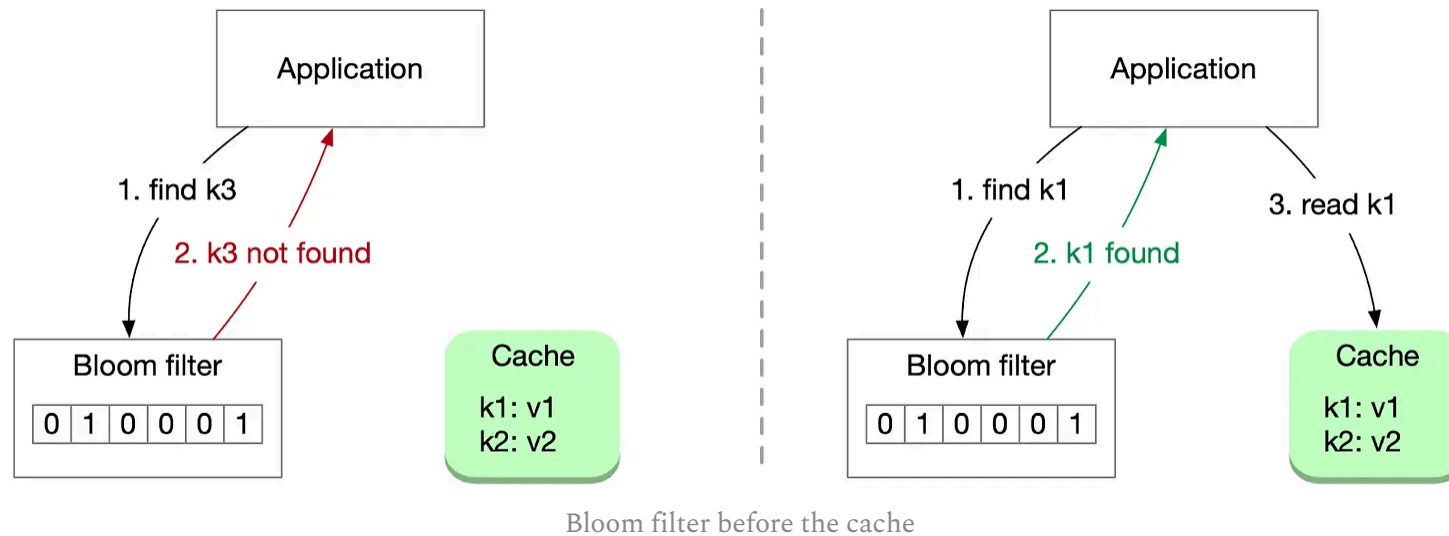 Application
1. find k3
2. k3 not found
Bloom filter
0 1 0 0 0 1
Cache
k1: v1
k2: v2
Application
1. find k1
3. read k1
2. k1 found
Bloom filter
0 1 0 0 0 1
Cache
k1: v1
k2: v2
Bloom filter before the cache